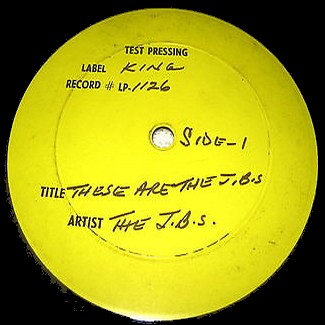 TEST PRESSING
LABEL KING
RECORD # LP-1126
SIDE-1
TITLE THESE ARE THE J.B.s
ARTIST THE J.B.s.